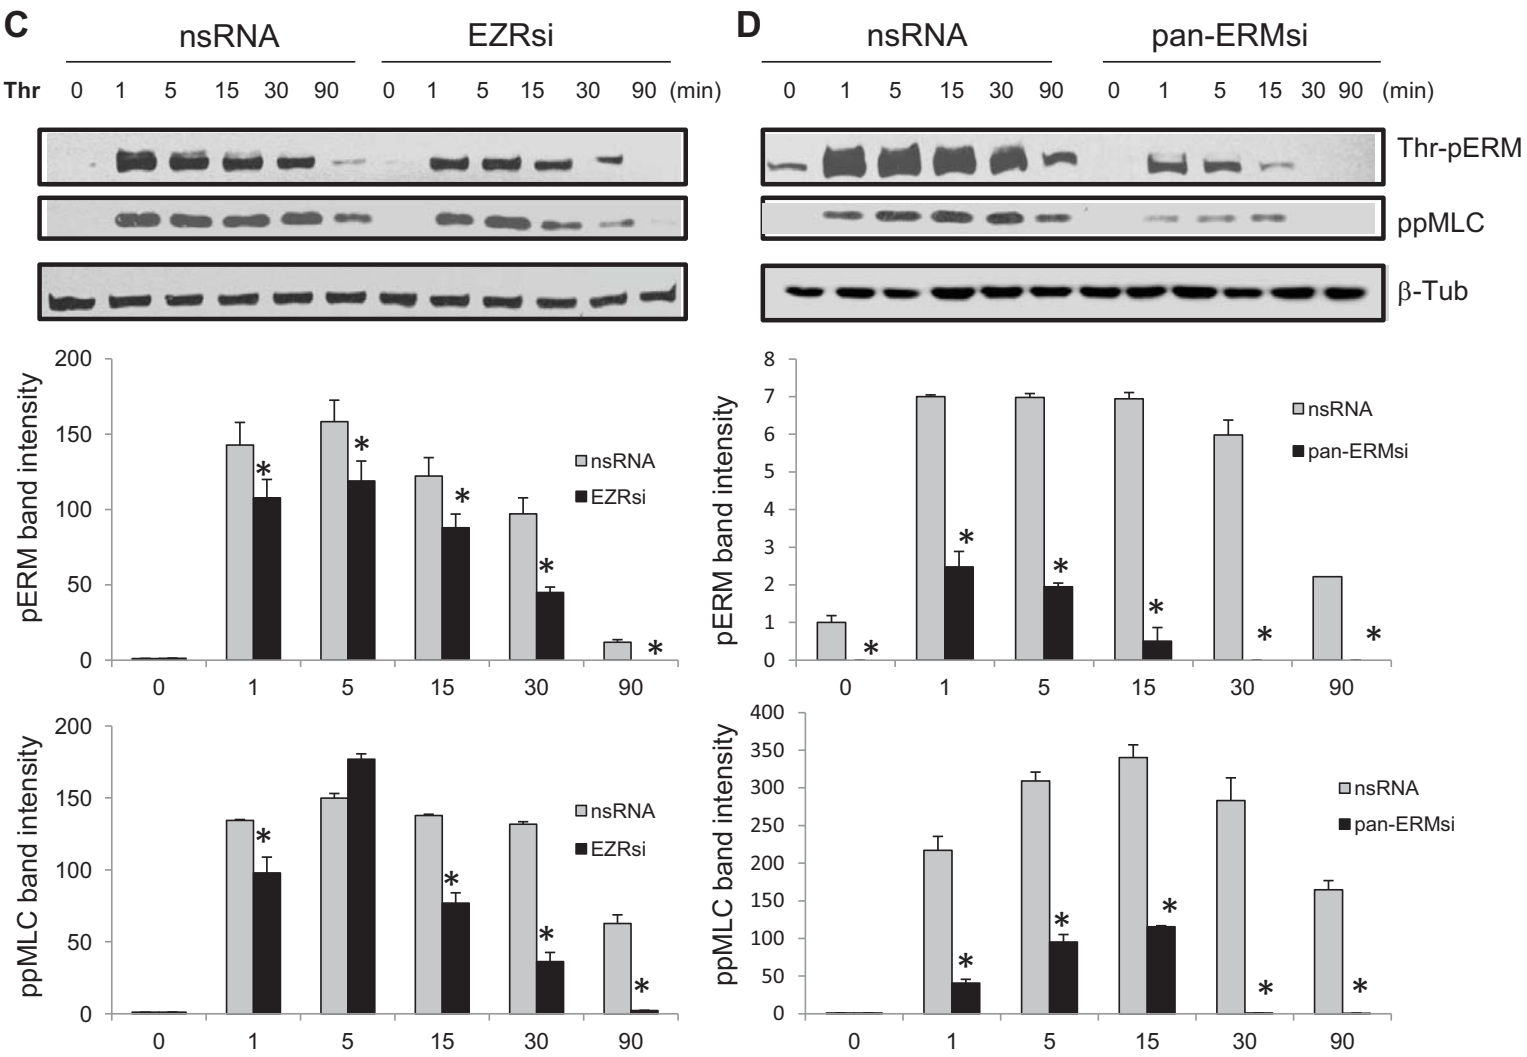 C
nsRNA EZRsi
Thr 0 1 5 15 30 90 0 1 5 15 30 90 (min)
200
150
100
50
0
pERM band intensity
nsRNA
EZRsi
* * * * *
0 1 5 15 30 90
200
150
100
50
0
ppMLC band intensity
nsRNA
EZRsi
* * * *
0 1 5 15 30 90
D
nsRNA pan-ERMsi
0 1 5 15 30 90 0 1 5 15 30 90 (min)
Thr-pERM
ppMLC
β-Tub
8
7
6
5
4
3
2
1
0
pERM band intensity
nsRNA
pan-ERMsi
* * * * * *
0 1 5 15 30 90
400
350
300
250
200
150
100
50
0
ppMLC band intensity
nsRNA
pan-ERMsi
* * * * *
0 1 5 15 30 90